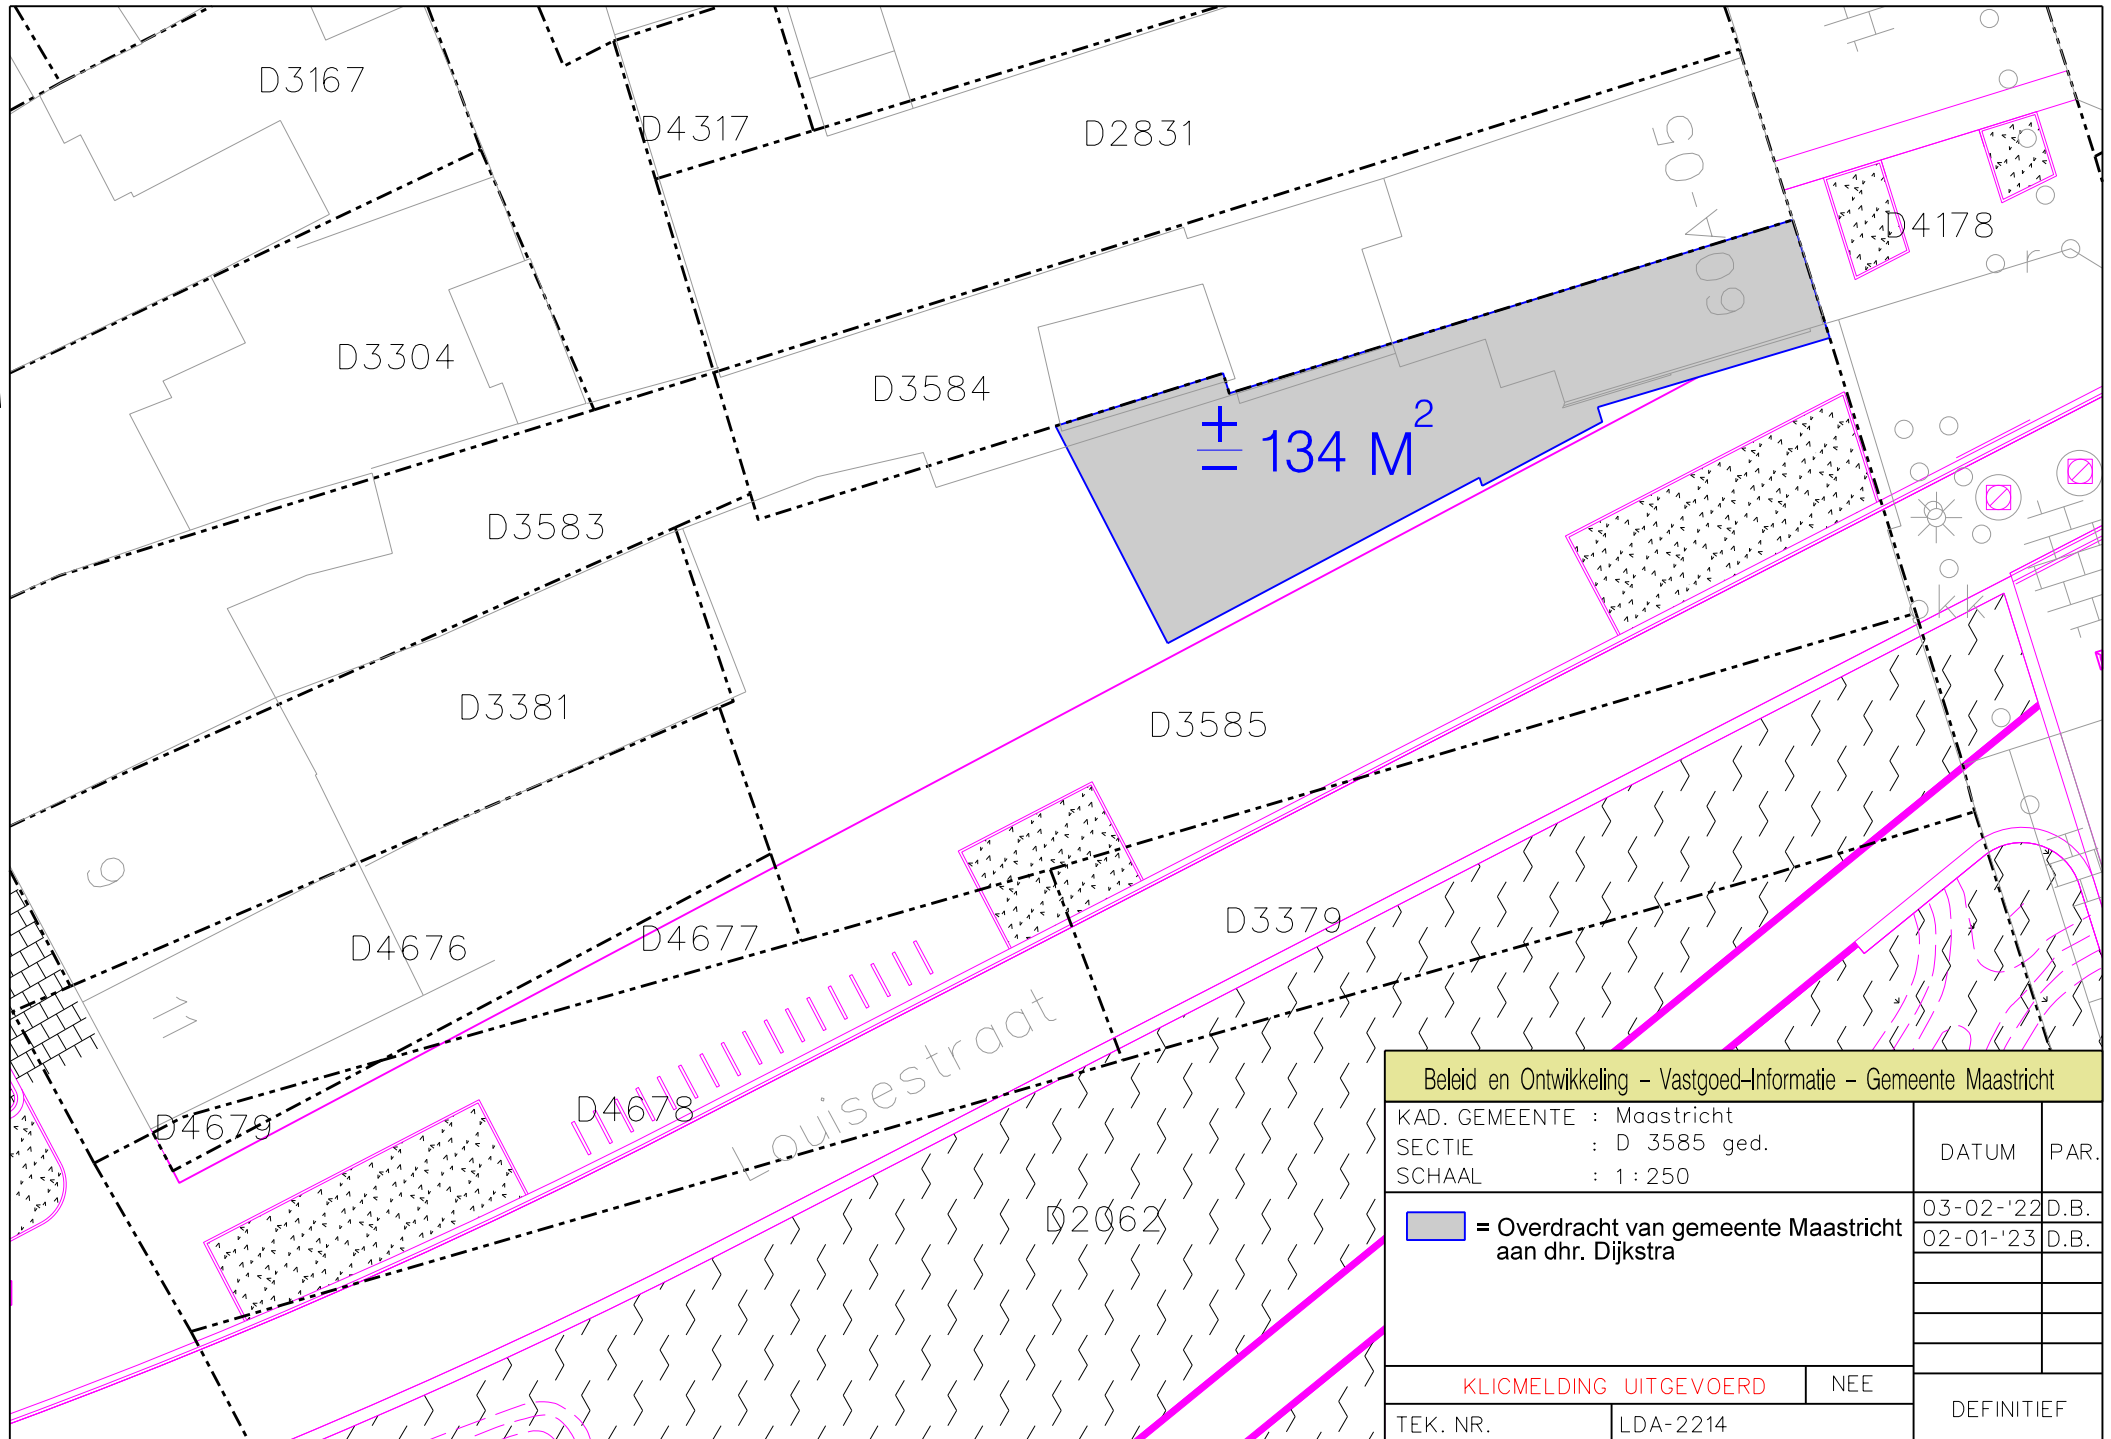 D3167
D4317
D2831
60A-05
D4178
r
D3304
D3584
± 134 M²
D3583
okk
D3381
D3585
9
D4676
D4677
D3379
11
Louisestraat
D4679
D4678
D2062
Beleid en Ontwikkeling – Vastgoed–Informatie – Gemeente Maastricht
KAD. GEMEENTE : Maastricht
SECTIE : D 3585 ged.
SCHAAL : 1:250
DATUM PAR.
03-02-'22 D.B.
02-01-'23 D.B.
= Overdracht van gemeente Maastricht
aan dhr. Dijkstra
KLICMELDING UITGEVOERD NEE
DEFINITIEF
TEK. NR. LDA-2214